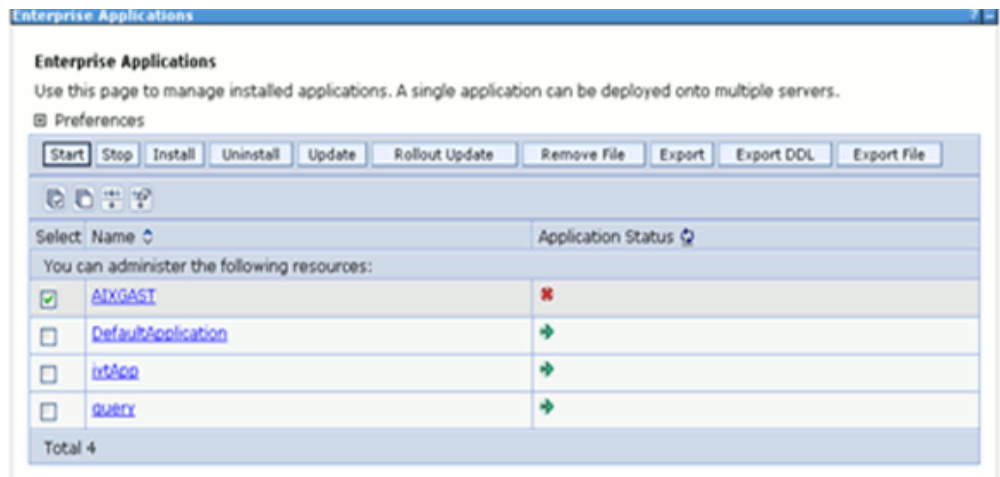 Enterprise Applications
Enterprise Applications
Use this page to manage installed applications. A single application can be deployed onto multiple servers.
Preferences
Start Stop Install Uninstall Update Rollout Update Remove File Export Export DDL Export File
Select Name Application Status
You can administer the following resources:
AIXGAST
DefaultApplication
ivtApp
query
Total 4